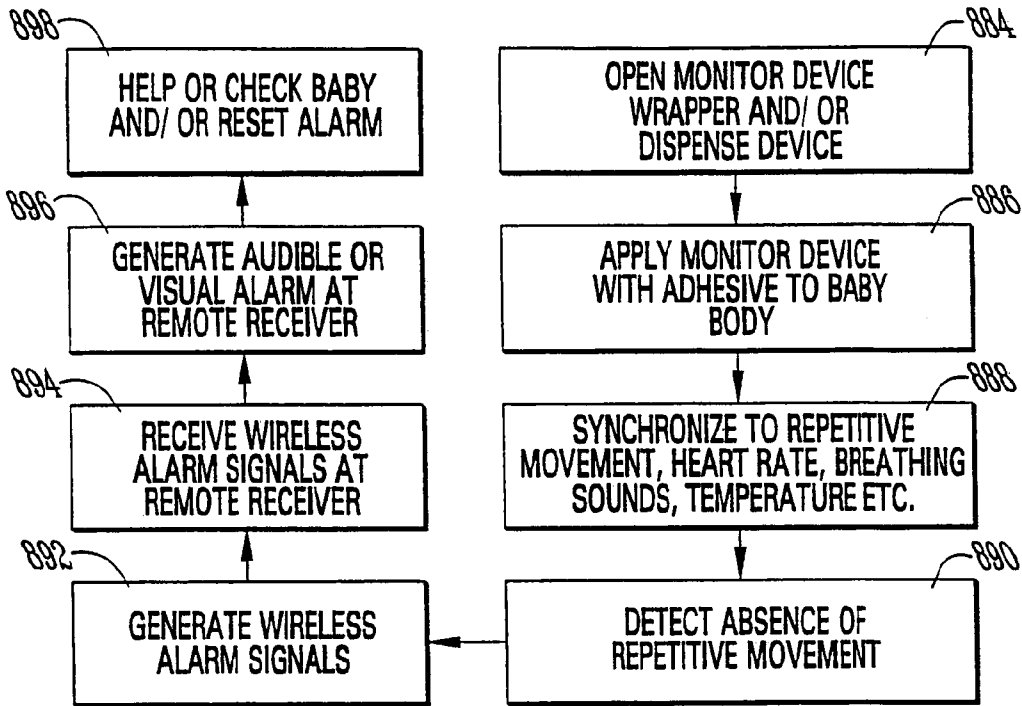 884
OPEN MONITOR DEVICE
WRAPPER AND/ OR
DISPENSE DEVICE
886
APPLY MONITOR DEVICE
WITH ADHESIVE TO BABY
BODY
888
SYNCHRONIZE TO REPETITIVE
MOVEMENT, HEART RATE, BREATHING
SOUNDS, TEMPERATURE ETC.
890
DETECT ABSENCE OF
REPETITIVE MOVEMENT
892
GENERATE WIRELESS
ALARM SIGNALS
894
RECEIVE WIRELESS
ALARM SIGNALS AT
REMOTE RECEIVER
896
GENERATE AUDIBLE OR
VISUAL ALARM AT
REMOTE RECEIVER
898
HELP OR CHECK BABY
AND/ OR RESET ALARM